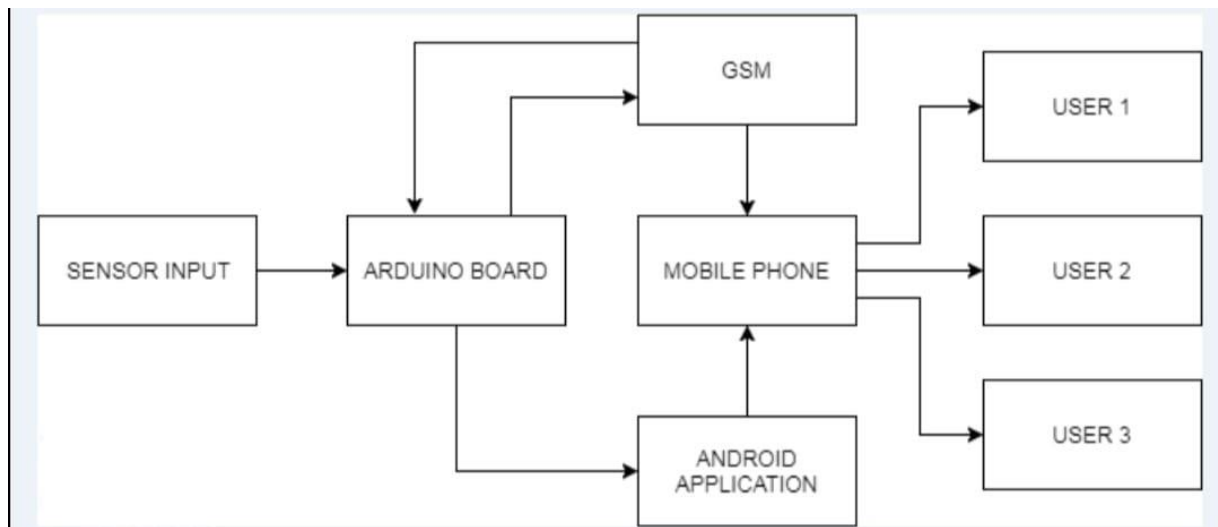 GSM
USER 1
SENSOR INPUT
ARDUINO BOARD
MOBILE PHONE
USER 2
ANDROID
APPLICATION
USER 3